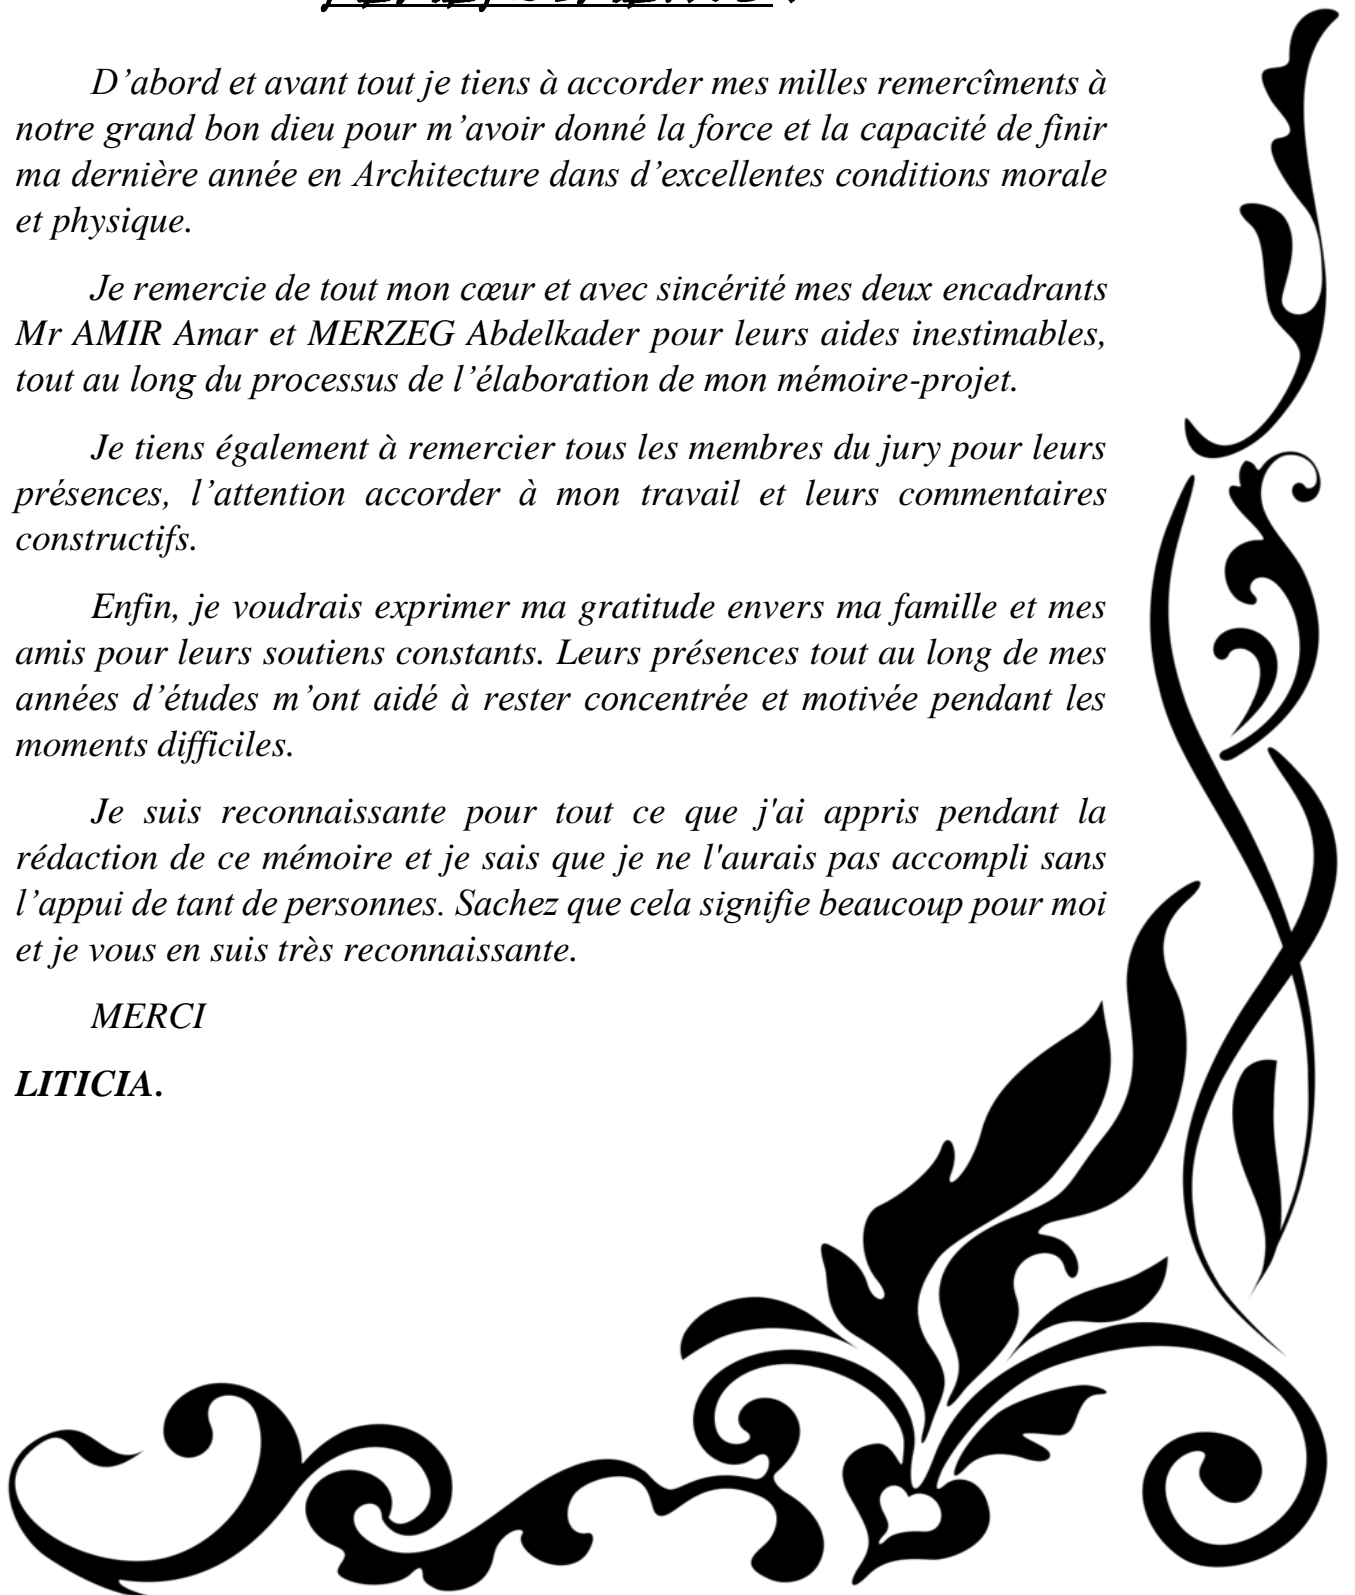 D’abord et avant tout je tiens à accorder mes milles remercîments à
notre grand bon dieu pour m’avoir donné la force et la capacité de finir
ma dernière année en Architecture dans d’excellentes conditions morale
et physique.
Je remercie de tout mon cœur et avec sincérité mes deux encadrants
Mr AMIR Amar et MERZEG Abdelkader pour leurs aides inestimables,
tout au long du processus de l’élaboration de mon mémoire-projet.
Je tiens également à remercier tous les membres du jury pour leurs
présences, l’attention accorder à mon travail et leurs commentaires
constructifs.
Enfin, je voudrais exprimer ma gratitude envers ma famille et mes
amis pour leurs soutiens constants. Leurs présences tout au long de mes
années d’études m’ont aidé à rester concentrée et motivée pendant les
moments difficiles.
Je suis reconnaissante pour tout ce que j'ai appris pendant la
rédaction de ce mémoire et je sais que je ne l'aurais pas accompli sans
l’appui de tant de personnes. Sachez que cela signifie beaucoup pour moi
et je vous en suis très reconnaissante.
MERCI
LITICIA.